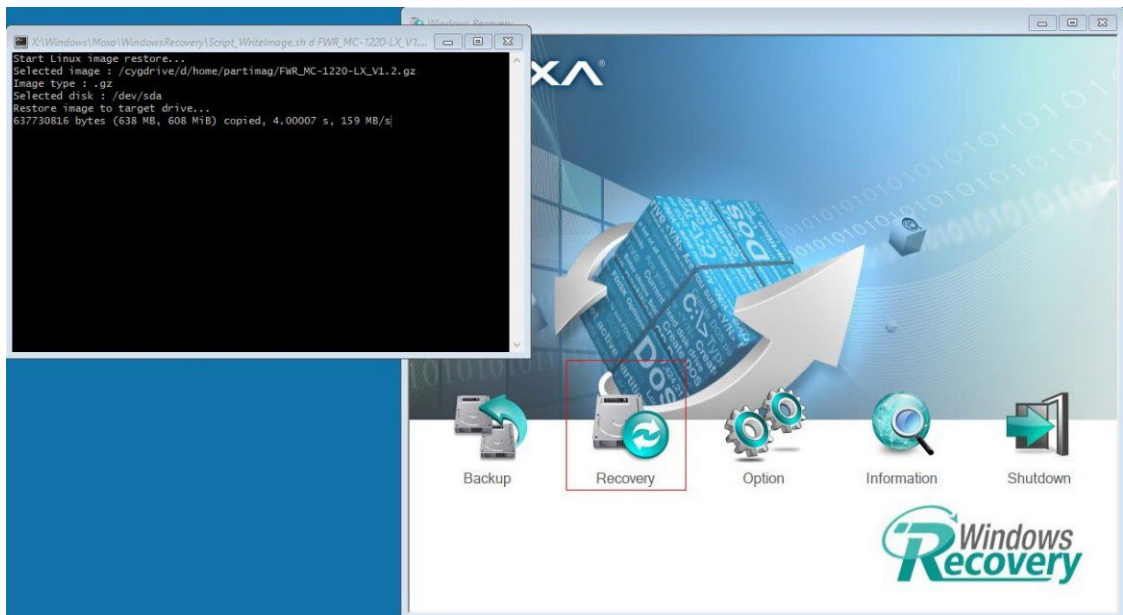 X:\Windows\Moxa\WindowsRecovery\Script_WriteImage.sh d FWR_MC-1220-LX_V1....
Start Linux image restore...
Selected image : /cygdrive/d/home/partimag/FWR_MC-1220-LX_V1.2.gz
Image type : .gz
Selected disk : /dev/sda
Restore image to target drive...
637730816 bytes (638 MB, 608 MiB) copied, 4.00007 s, 159 MB/s
Windows Recovery
XA®
DOS
C:\>
DOS
Backup
Recovery
Option
Information
Shutdown
Windows
Recovery